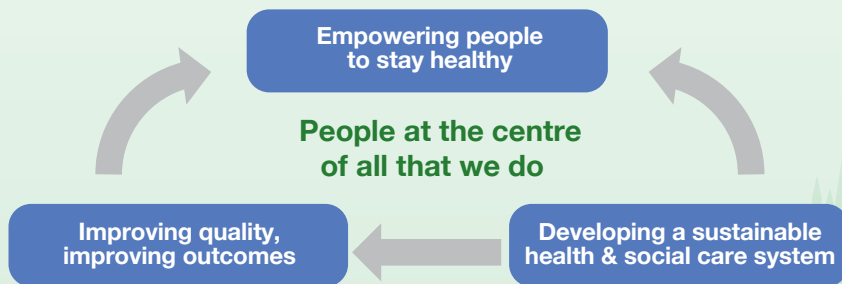 Empowering people
to stay healthy
People at the centre
of all that we do
Improving quality,
improving outcomes
Developing a sustainable
health & social care system